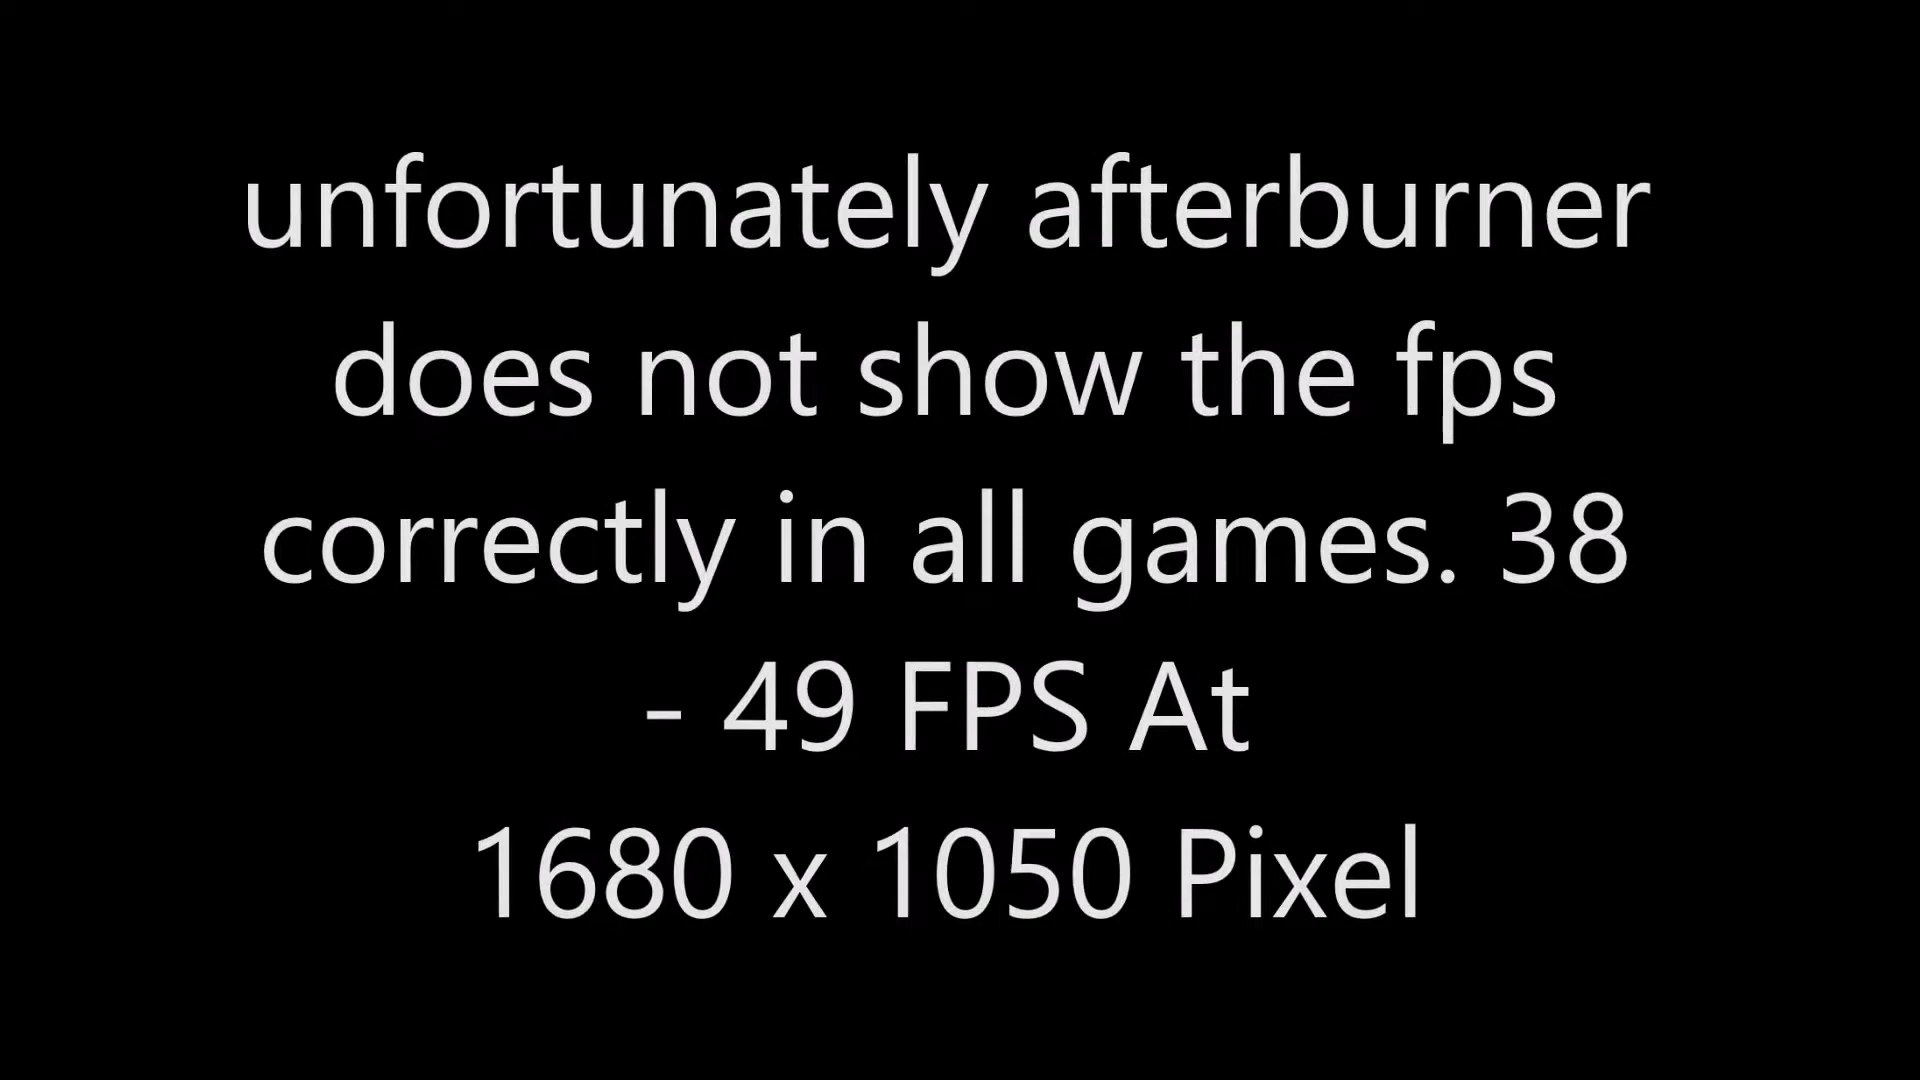 unfortunately afterburner
does not show the fps
correctly in all games. 38
- 49 FPS At
1680 x 1050 Pixel